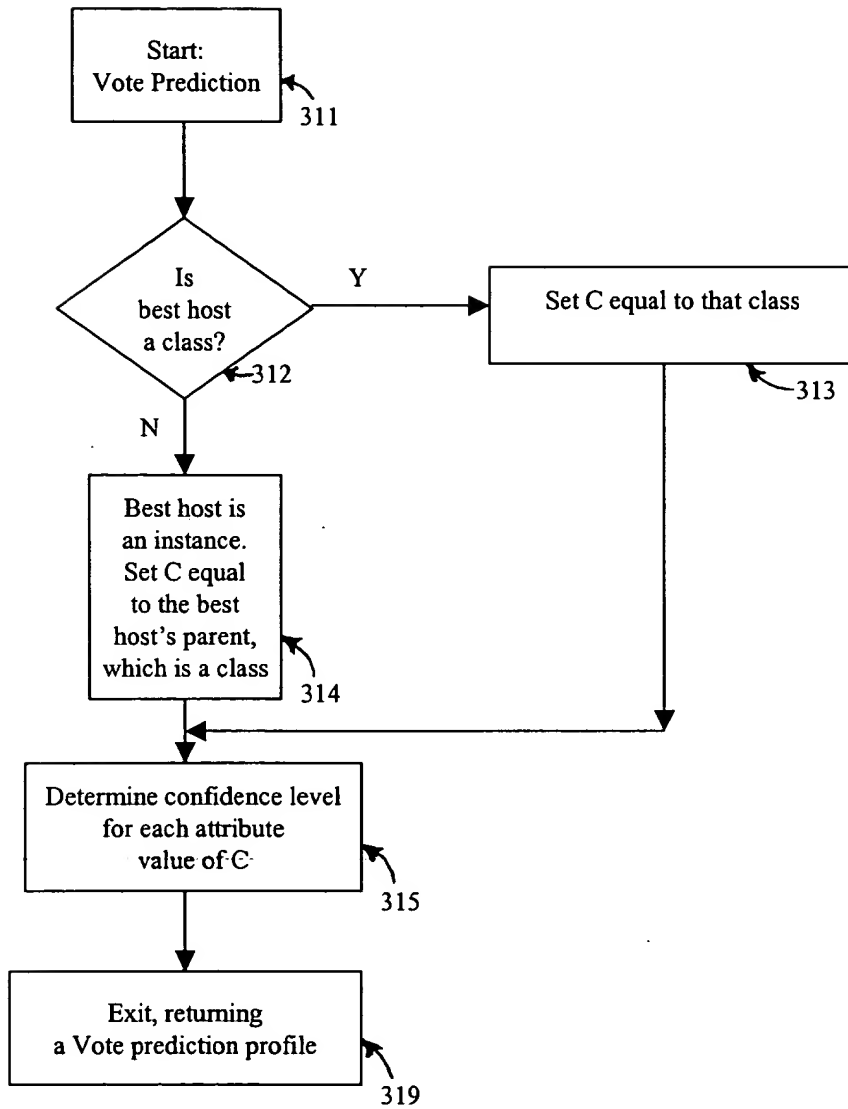 Start:
Vote Prediction
311
Is
best host
a class?
312
Y
Set C equal to that class
313
N
Best host is
an instance.
Set C equal
to the best
host's parent,
which is a class
314
Determine confidence level
for each attribute
value of C
315
Exit, returning
a Vote prediction profile
319